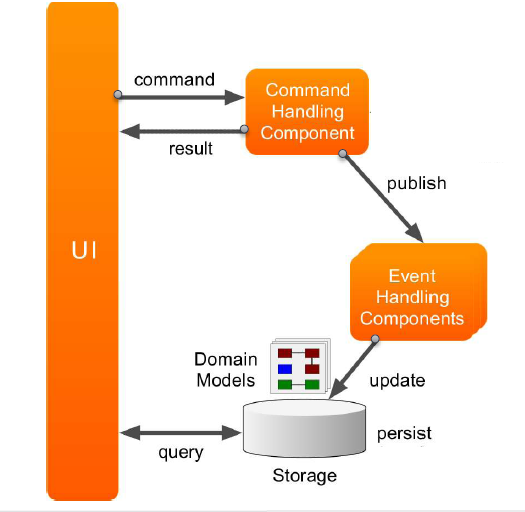 command
Command
Handling
Component
result
publish
UI
Event
Handling
Components
Domain
Models
update
persist
query
Storage